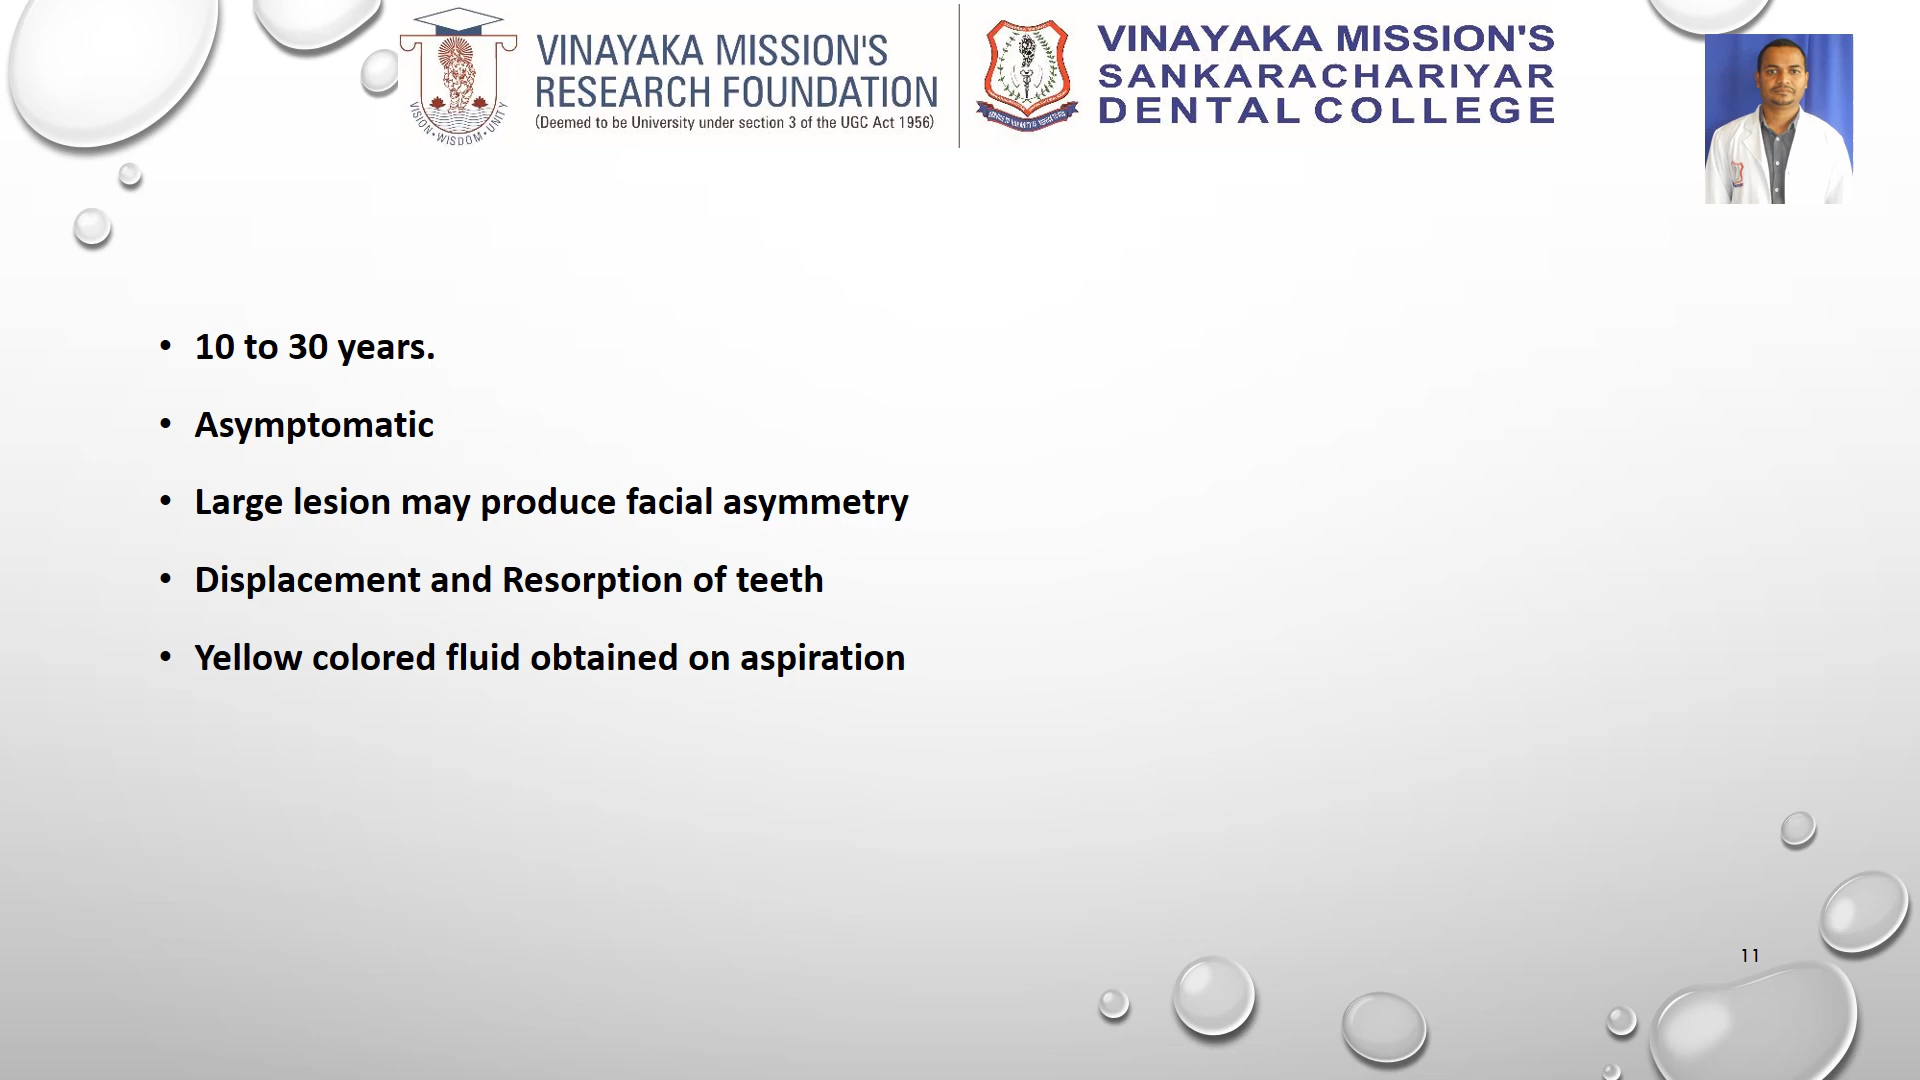 VISION • WISDOM • UNITY
VINAYAKA MISSION'S
RESEARCH FOUNDATION
(Deemed to be University under section 3 of the UGC Act 1956)
VINAYAKA MISSION'S
SANKARACHARIYAR
DENTAL COLLEGE
• 10 to 30 years.
• Asymptomatic
• Large lesion may produce facial asymmetry
• Displacement and Resorption of teeth
• Yellow colored fluid obtained on aspiration
11